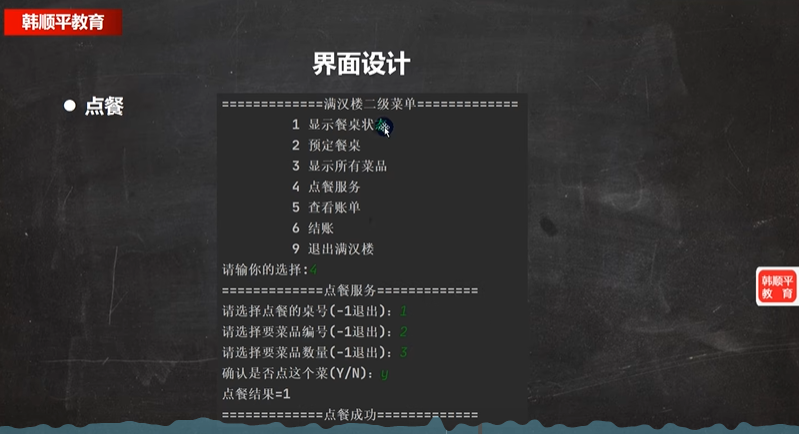 韩顺平教育
界面设计
● 点餐
=============满汉楼二级菜单=============
1 显示餐桌状
2 预定餐桌
3 显示所有菜品
4 点餐服务
5 查看账单
6 结账
9 退出满汉楼
请输你的选择:4
=============点餐服务=============
请选择点餐的桌号(-1退出): 1
请选择要菜品编号(-1退出): 2
请选择要菜品数量(-1退出): 3
确认是否点这个菜(Y/N): y
点餐结果=1
=============点餐成功=============
韩顺平
教 育